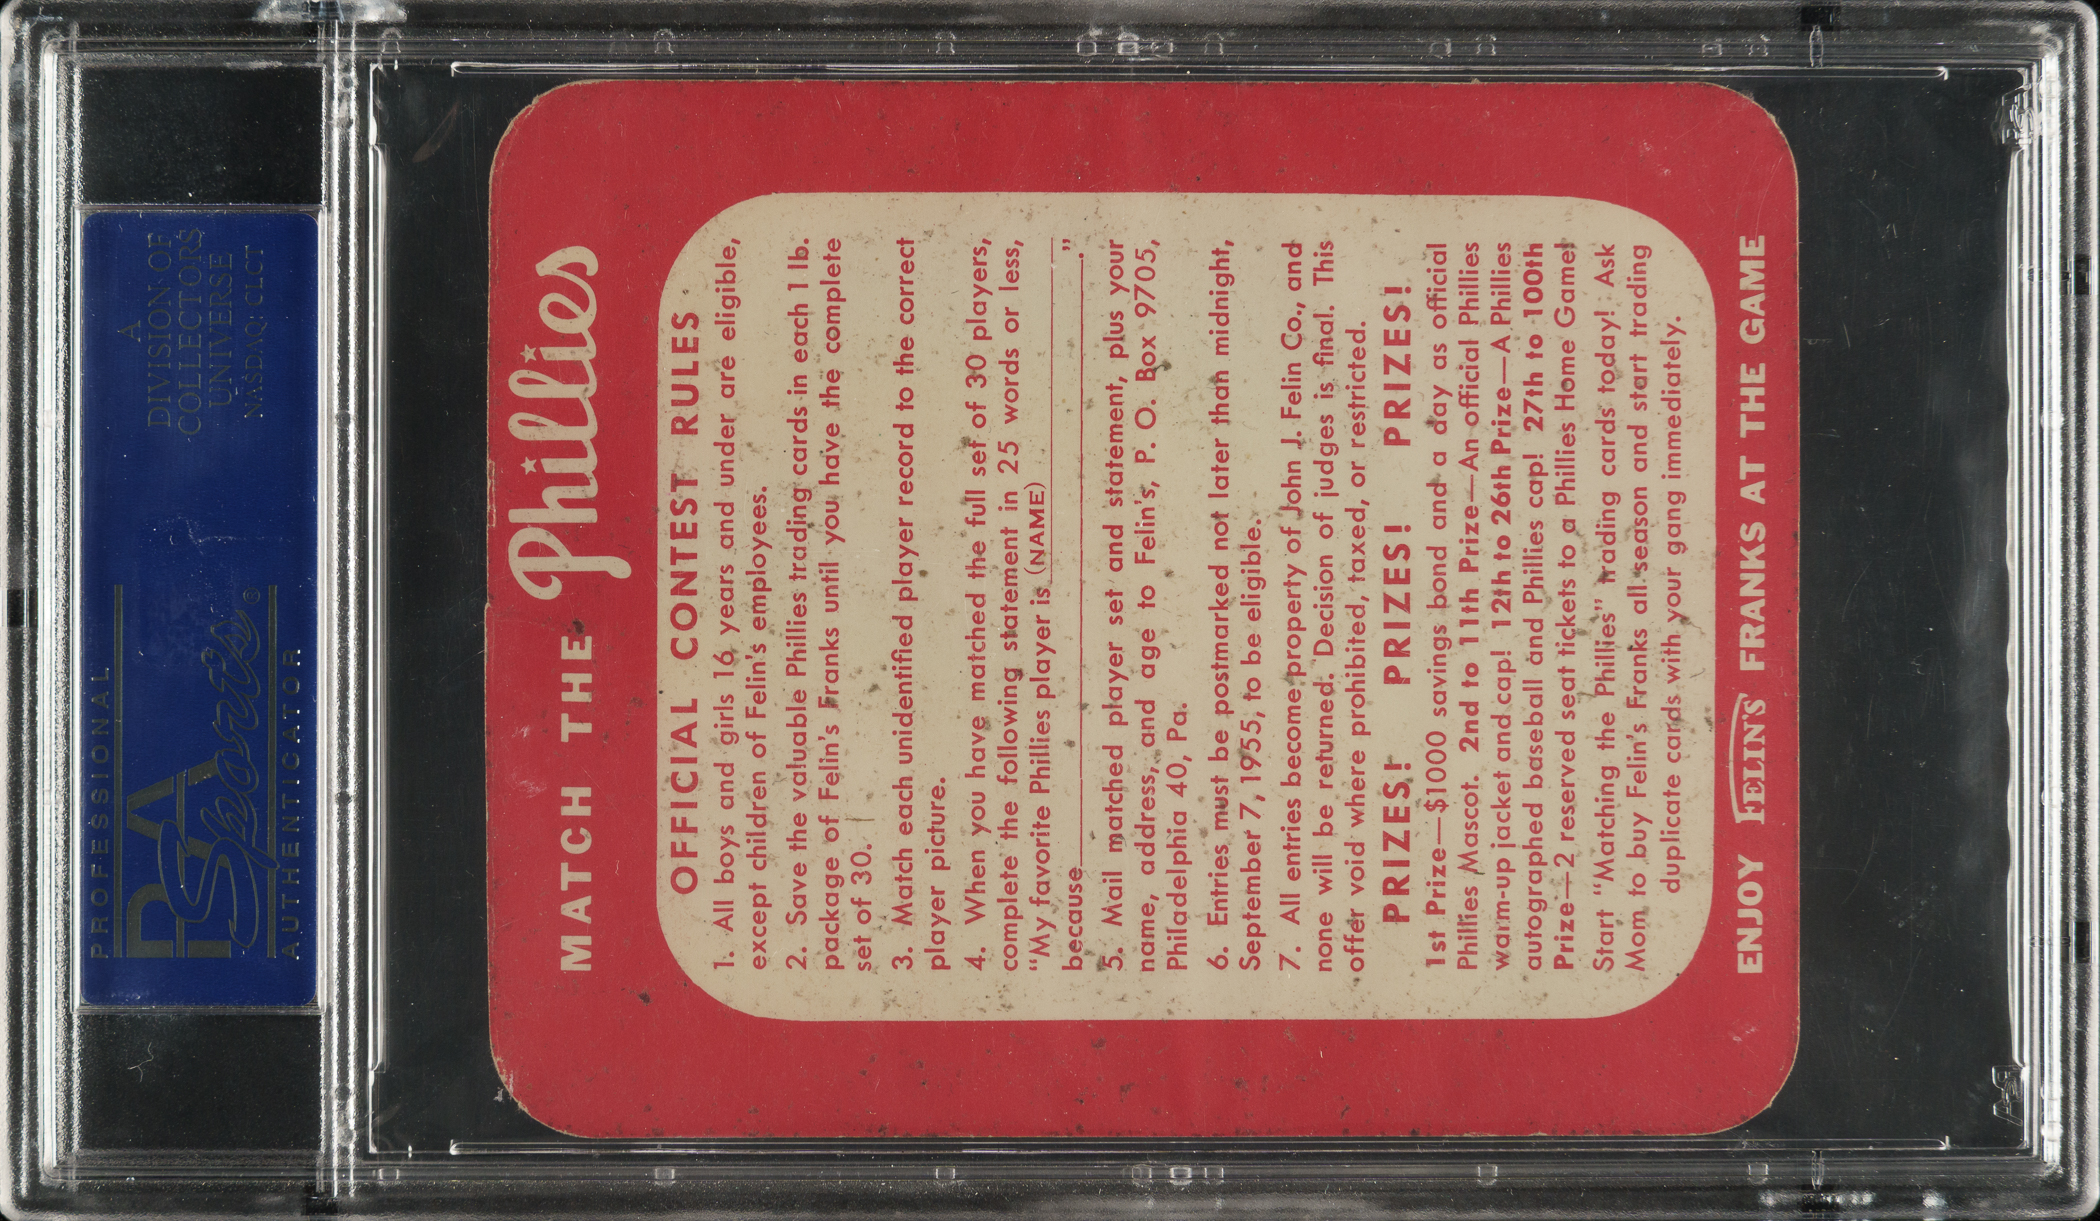 PROFESSIONAL
PSA
Sports®
AUTHENTICATOR
A
DIVISION OF
COLLECTORS
UNIVERSE
NASDAQ: CLCT
MATCH THE Phillies
OFFICIAL CONTEST RULES
1. All boys and girls 16 years and under are eligible,
except children of Felin's employees.
2. Save the valuable Phillies trading cards in each 1 lb.
package of Felin's Franks until you have the complete
set of 30.
3. Match each unidentified player record to the correct
player picture.
4. When you have matched the full set of 30 players,
complete the following statement in 25 words or less,
“My favorite Phillies player is (NAME)
because .”
5. Mail matched player set and statement, plus your
name, address, and age to Felin's, P. O. Box 9705,
Philadelphia 40, Pa.
6. Entries must be postmarked not later than midnight,
September 7, 1955, to be eligible.
7. All entries become property of John J. Felin Co., and
none will be returned. Decision of judges is final. This
offer void where prohibited, taxed, or restricted.
PRIZES! PRIZES! PRIZES! PRIZES!
1st Prize—$1000 savings bond and a day as official
Phillies Mascot. 2nd to 11th Prize—An official Phillies
warm-up jacket and cap! 12th to 26th Prize—A Phillies
autographed baseball and Phillies cap! 27th to 100th
Prize—2 reserved seat tickets to a Phillies Home Game!
Start “Matching the Phillies” trading cards today! Ask
Mom to buy Felin's Franks all season and start trading
duplicate cards with your gang immediately.
ENJOY FELIN'S FRANKS AT THE GAME